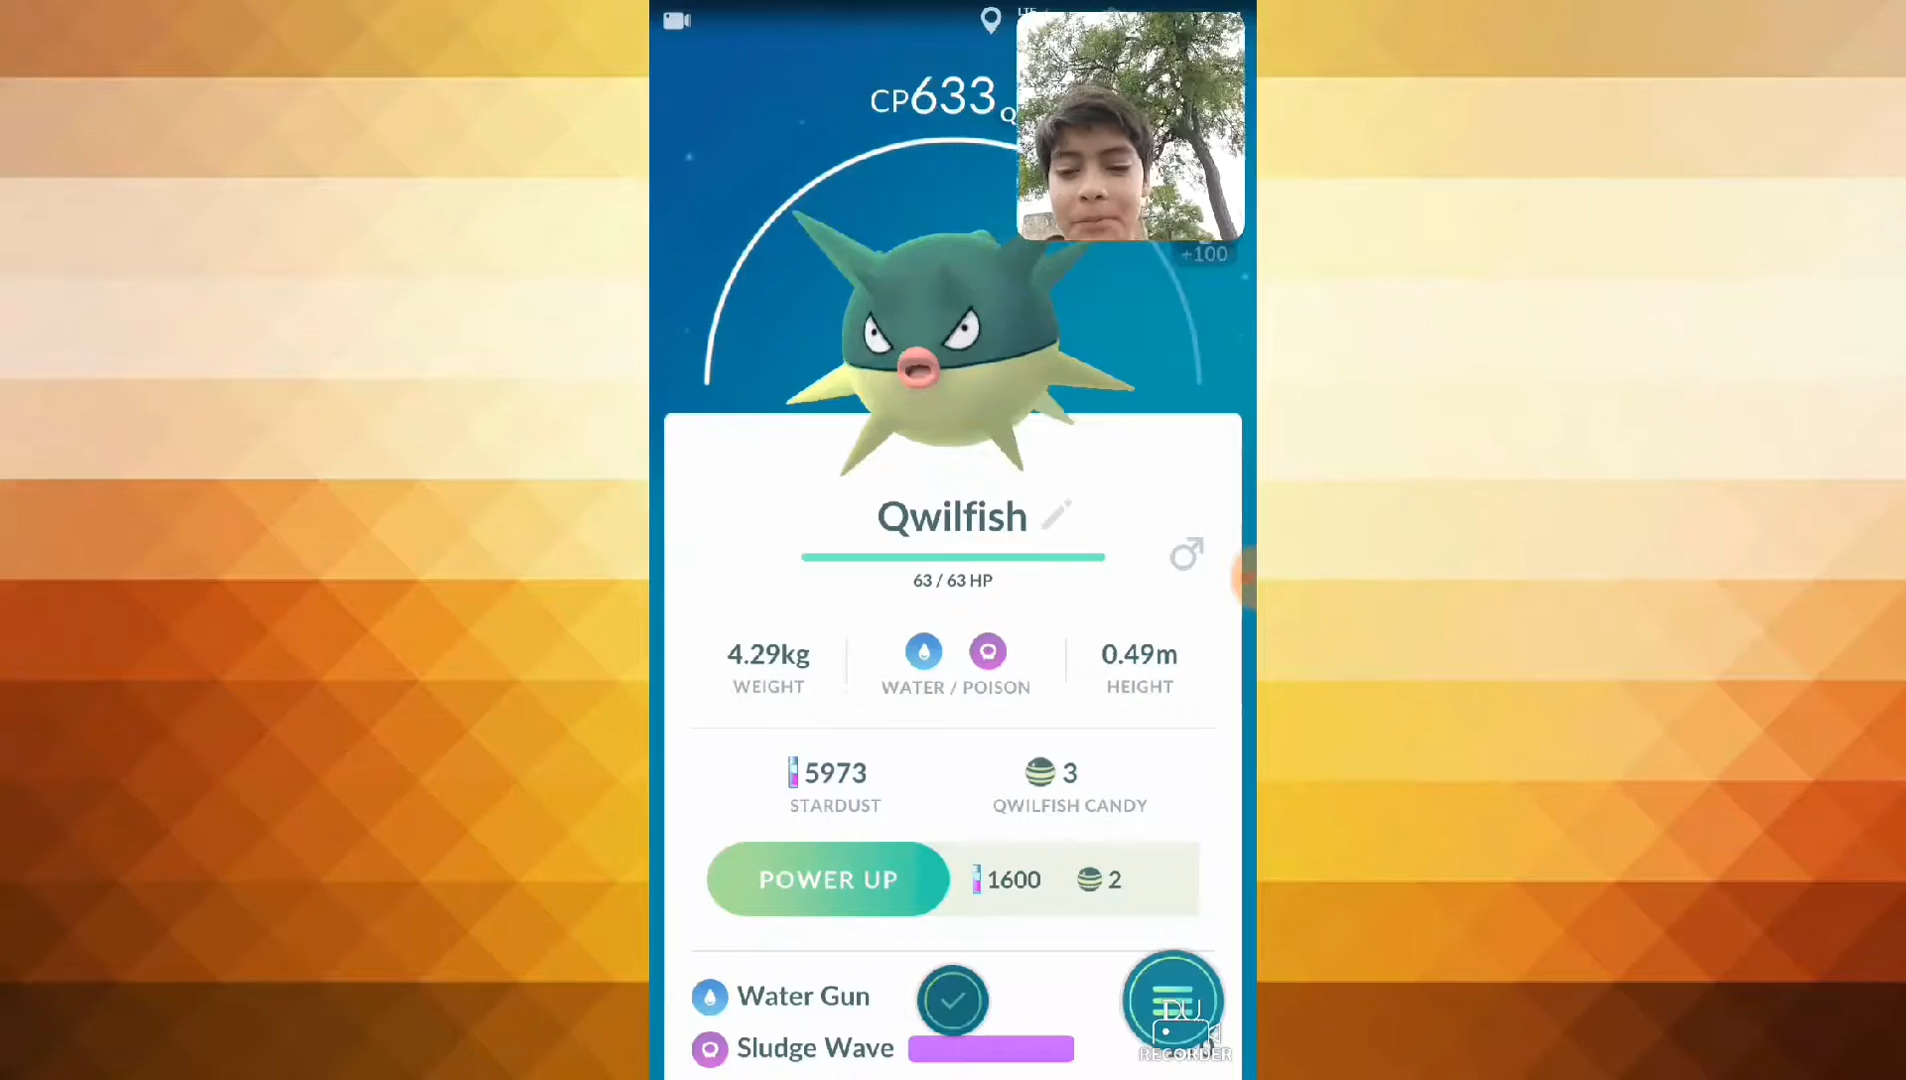 CP633
+100
Qwilfish
63 / 63 HP
4.29kg
WEIGHT
WATER / POISON
0.49m
HEIGHT
5973
STARDUST
3
QWILFISH CANDY
POWER UP
1600
2
Water Gun
Sludge Wave
DU
RECORDER